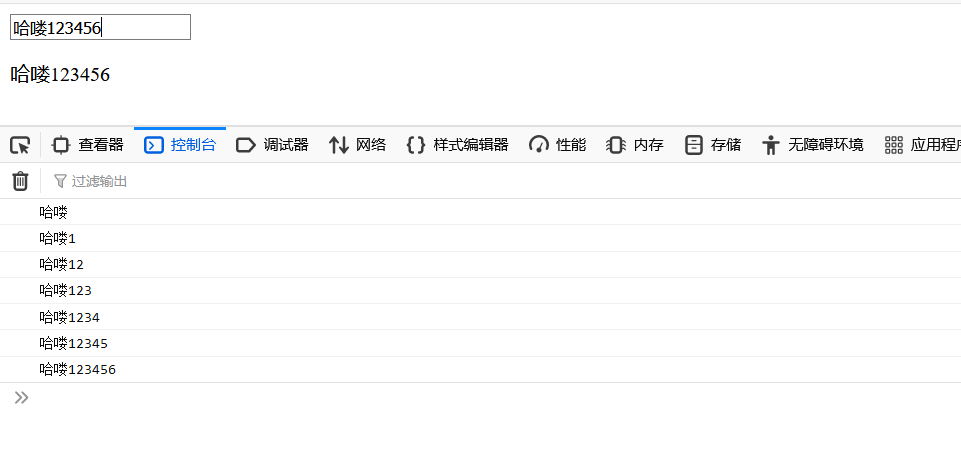 哈喽123456
哈喽123456
查看器 控制台 调试器 网络 样式编辑器 性能 内存 存储 无障碍环境 应用程
过滤输出
哈喽
哈喽1
哈喽12
哈喽123
哈喽1234
哈喽12345
哈喽123456